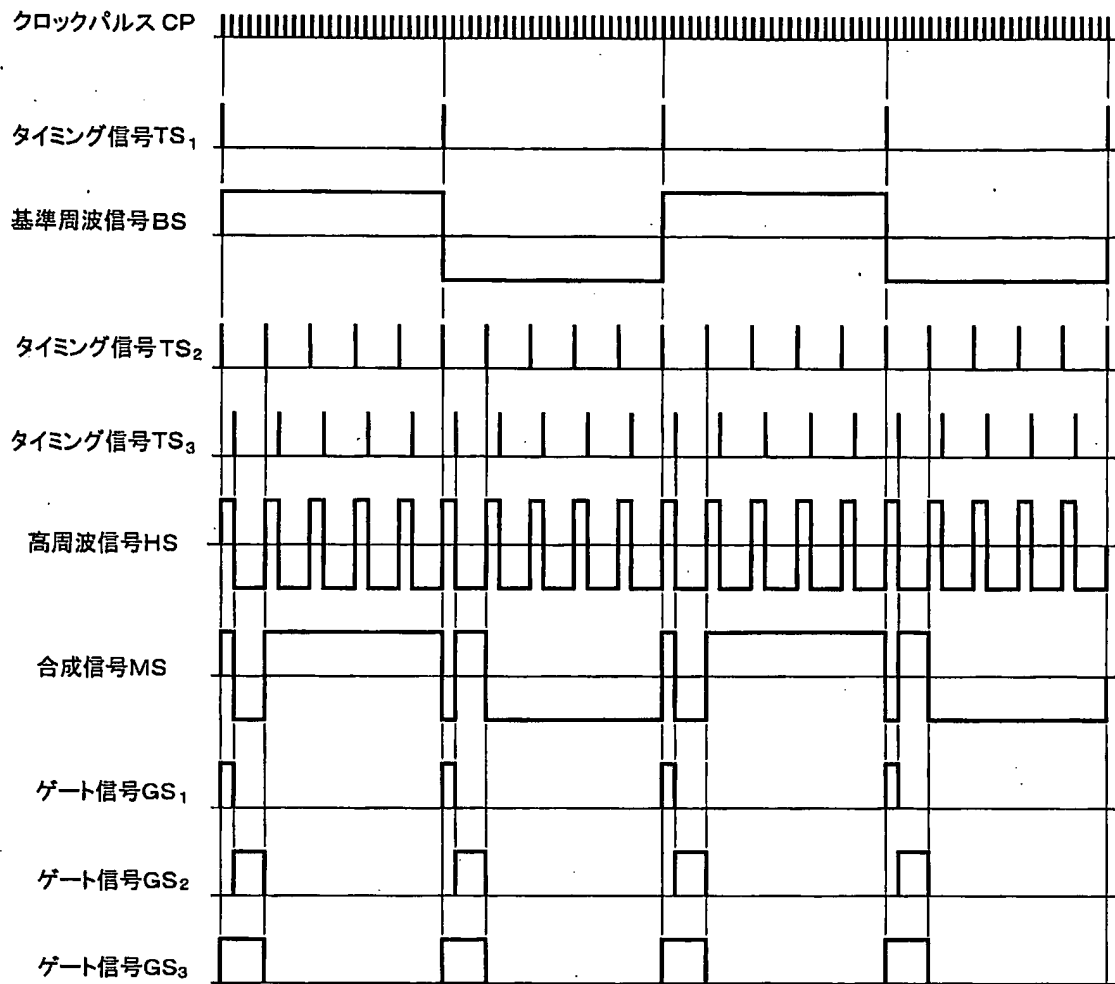 クロックパルス CP
タイミング信号TS₁
基準周波信号BS
タイミング信号TS₂
タイミング信号TS₃
高周波信号HS
合成信号MS
ゲート信号GS₁
ゲート信号GS₂
ゲート信号GS₃